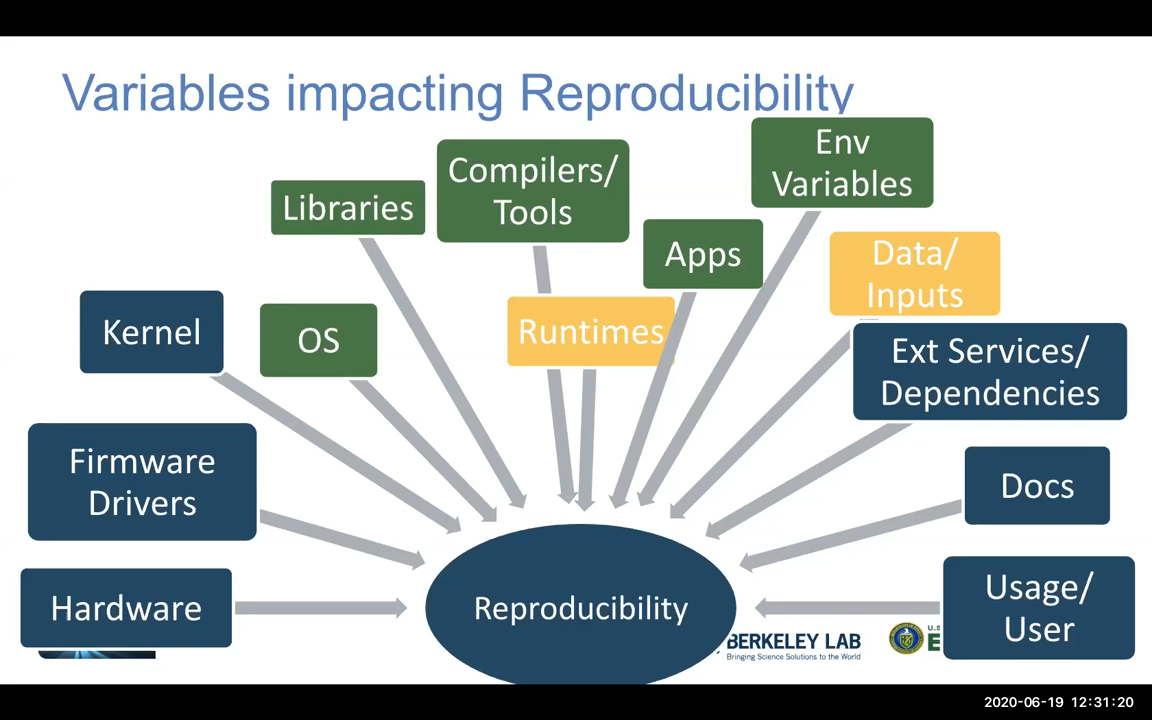 Variables impacting Reproducibility
Env
Variables
Compilers/
Tools
Libraries
Apps
Data/
Inputs
Kernel
OS
Runtimes
Ext Services/
Dependencies
Firmware
Drivers
Docs
Hardware
Reproducibility
Usage/
User
BERKELEY LAB
Bringing Science Solutions to the World
U.S
E
2020-06-19 12:31:20